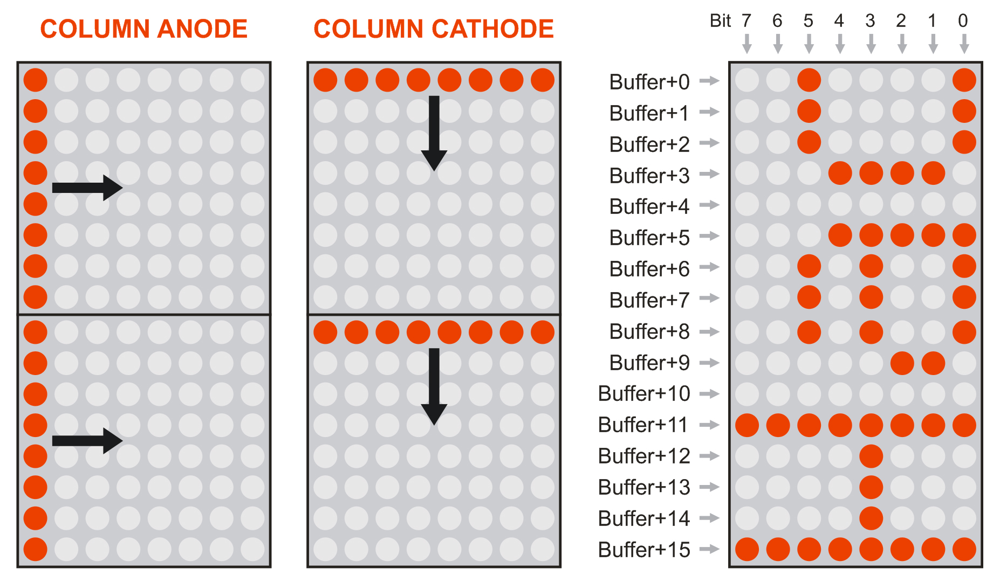 COLUMN ANODE
COLUMN CATHODE
Bit 7 6 5 4 3 2 1 0
Buffer+0
Buffer+1
Buffer+2
Buffer+3
Buffer+4
Buffer+5
Buffer+6
Buffer+7
Buffer+8
Buffer+9
Buffer+10
Buffer+11
Buffer+12
Buffer+13
Buffer+14
Buffer+15